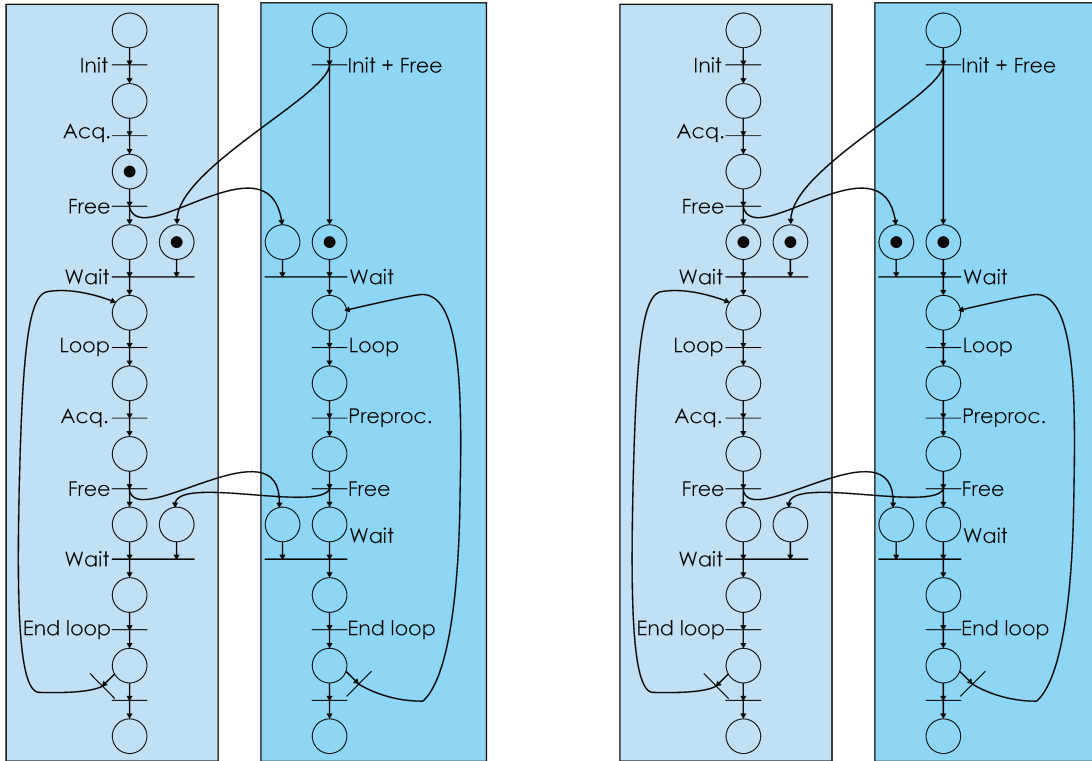 Init
Init + Free
Acq.
Free
Wait
Wait
Loop
Loop
Acq.
Preproc.
Free
Free
Wait
Wait
End loop
End loop
Init
Init + Free
Acq.
Free
Wait
Wait
Loop
Loop
Acq.
Preproc.
Free
Free
Wait
Wait
End loop
End loop